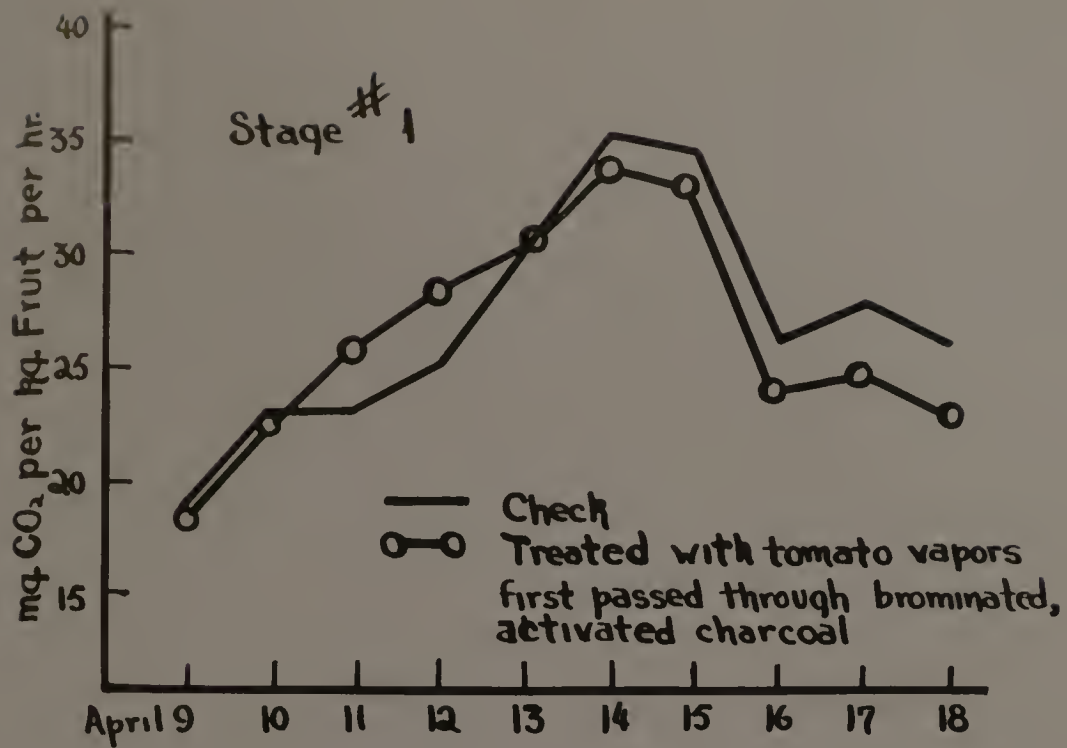 40
Stage #1
35
30
25
20
15
mg CO₂ per kg Fruit per hr.
Check
Treated with tomato vapors
first passed through brominated,
activated charcoal
April 9 10 11 12 13 14 15 16 17 18